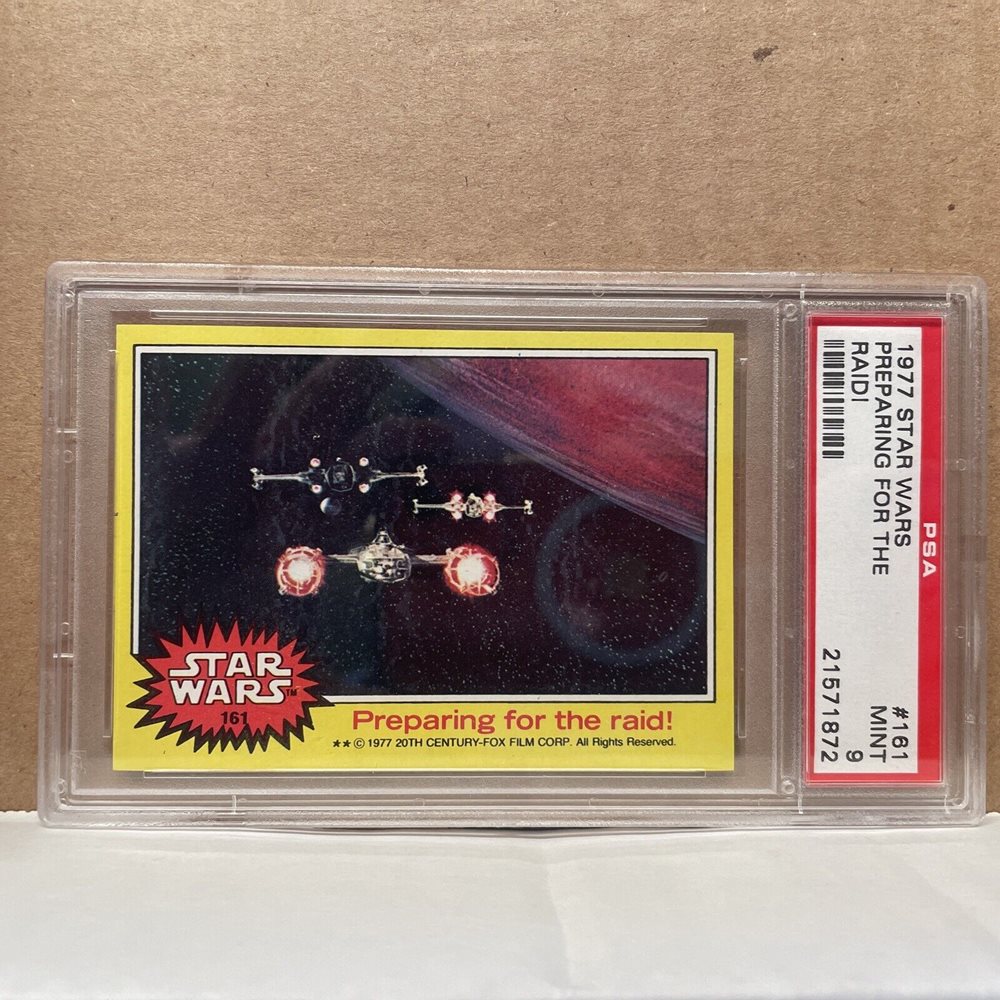 STAR
WARS™
161
Preparing for the raid!
★★ © 1977 20TH CENTURY-FOX FILM CORP. All Rights Reserved.
PSA
1977 STAR WARS #161
PREPARING FOR THE MINT
RAID! 9
21571872